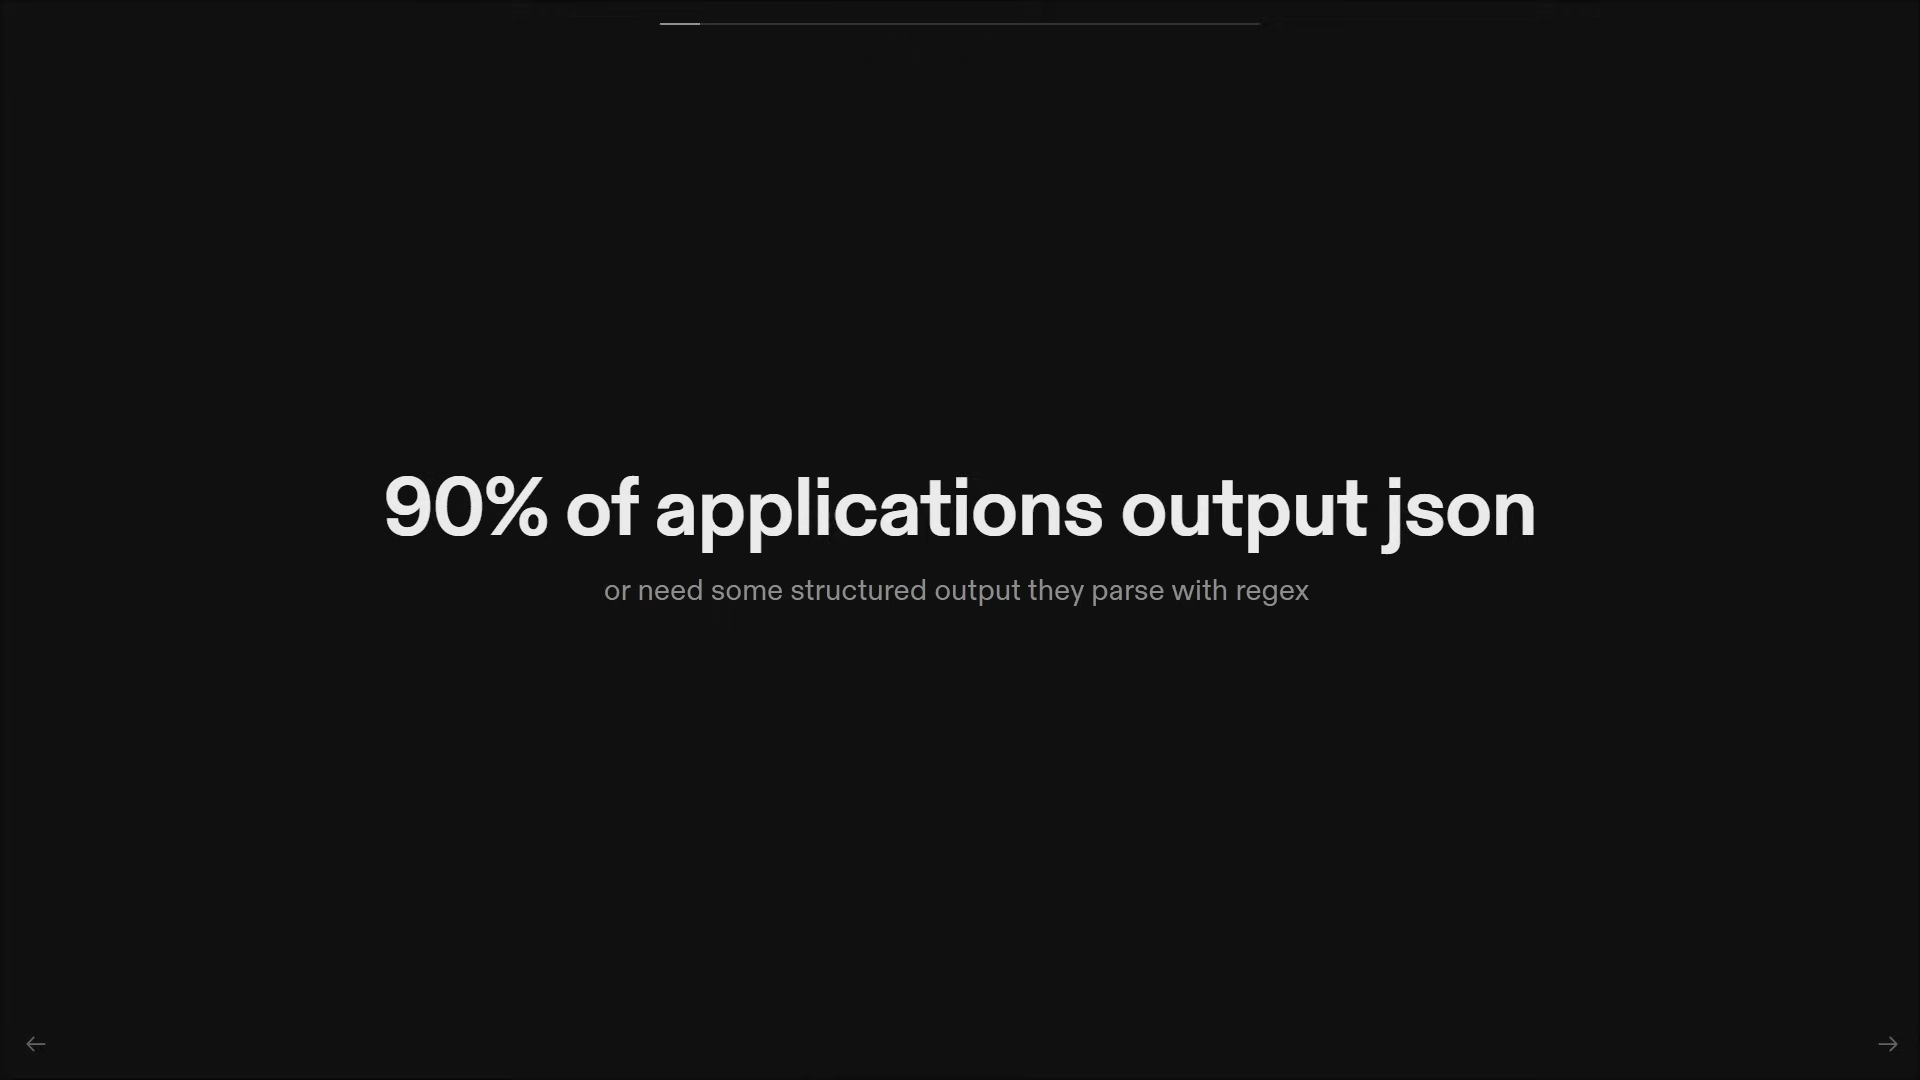 90% of applications output json
or need some structured output they parse with regex